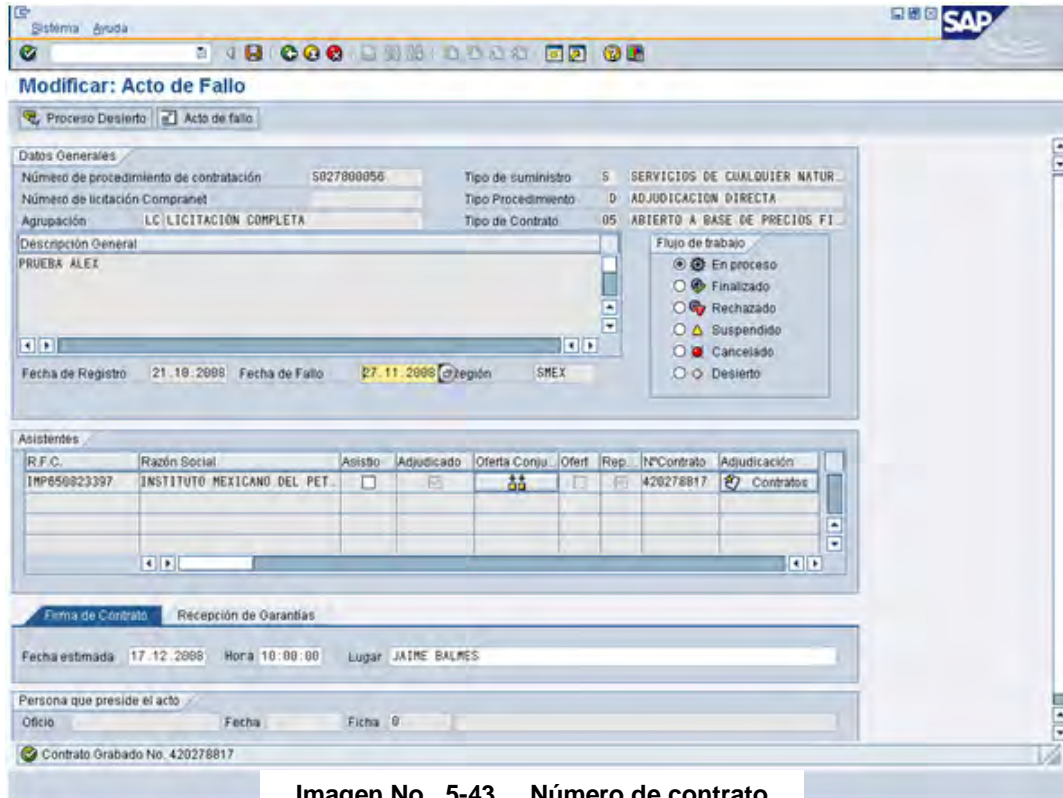 Sistema Ayuda
SAP
Modificar: Acto de Fallo
Proceso Desierto Acto de fallo
Datos Generales
Número de procedimiento de contratación S027800056 Tipo de suministro S SERVICIOS DE CUALQUIER NATUR..
Número de licitación Compranet Tipo Procedimiento D ADJUDICACION DIRECTA
Agrupación LC LICITACIÓN COMPLETA Tipo de Contrato 05 ABIERTO A BASE DE PRECIOS FI..
Descripción General Flujo de trabajo
PRUEBA ALEX
En proceso
Finalizado
Rechazado
Suspendido
Cancelado
Desierto
Fecha de Registro 21.10.2008 Fecha de Fallo 27.11.2008 Región SMEX
Asistentes
R.F.C. Razón Social Asistio Adjudicado Oferta Conju.. Ofert Rep.. NºContrato Adjudicación
IMP650823397 INSTITUTO MEXICANO DEL PET.. 420278817 Contratos
Firma de Contrato Recepción de Garantías
Fecha estimada 17.12.2008 Hora 10:00:00 Lugar JAIME BALMES
Persona que preside el acto
Oficio Fecha Ficha 0
Contrato Grabado No. 420278817
Imagen No. 5-43 Número de contrato